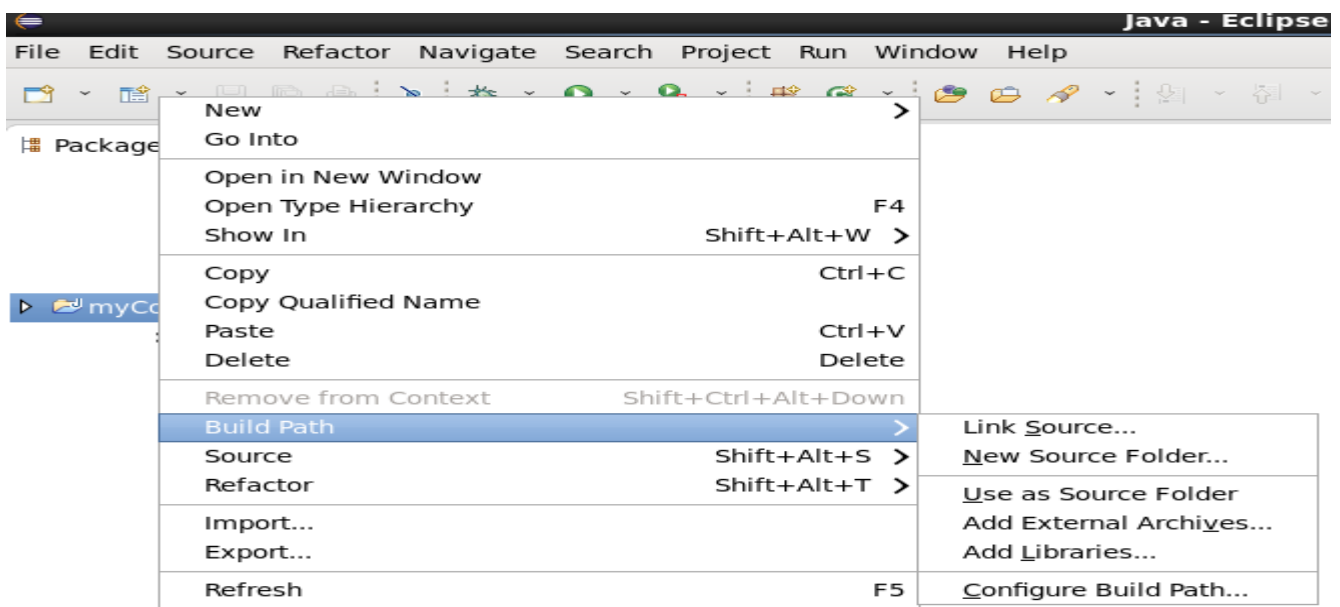 Java - Eclipse
File Edit Source Refactor Navigate Search Project Run Window Help
Package
myCo
New
Go Into
Open in New Window
Open Type Hierarchy F4
Show In Shift+Alt+W
Copy Ctrl+C
Copy Qualified Name
Paste Ctrl+V
Delete Delete
Remove from Context Shift+Ctrl+Alt+Down
Build Path
Source Shift+Alt+S
Refactor Shift+Alt+T
Import...
Export...
Refresh F5
Link Source...
New Source Folder...
Use as Source Folder
Add External Archives...
Add Libraries...
Configure Build Path...